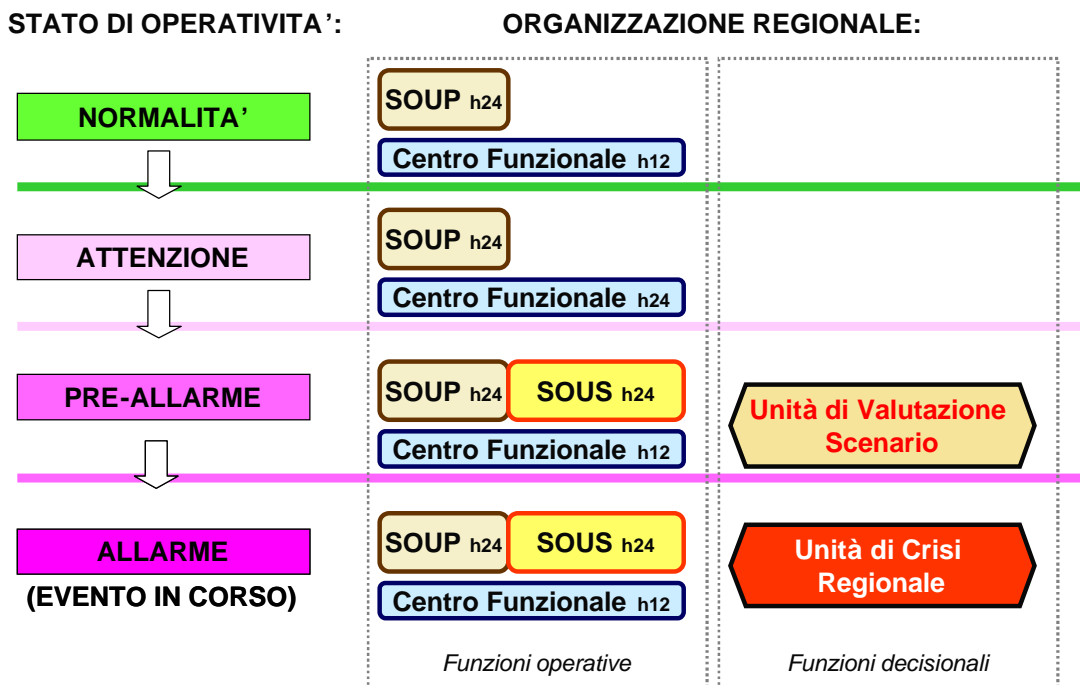 STATO DI OPERATIVITA’:
ORGANIZZAZIONE REGIONALE:
NORMALITA’
SOUP h24
Centro Funzionale h12
ATTENZIONE
SOUP h24
Centro Funzionale h24
PRE-ALLARME
SOUP h24
SOUS h24
Centro Funzionale h12
Unità di Valutazione
Scenario
ALLARME
(EVENTO IN CORSO)
SOUP h24
SOUS h24
Centro Funzionale h12
Unità di Crisi
Regionale
Funzioni operative
Funzioni decisionali